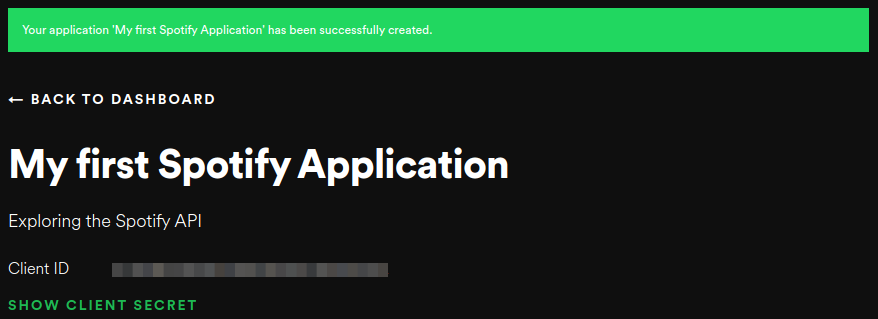 Your application 'My first Spotify Application' has been successfully created.
← BACK TO DASHBOARD
My first Spotify Application
Exploring the Spotify API
Client ID
SHOW CLIENT SECRET